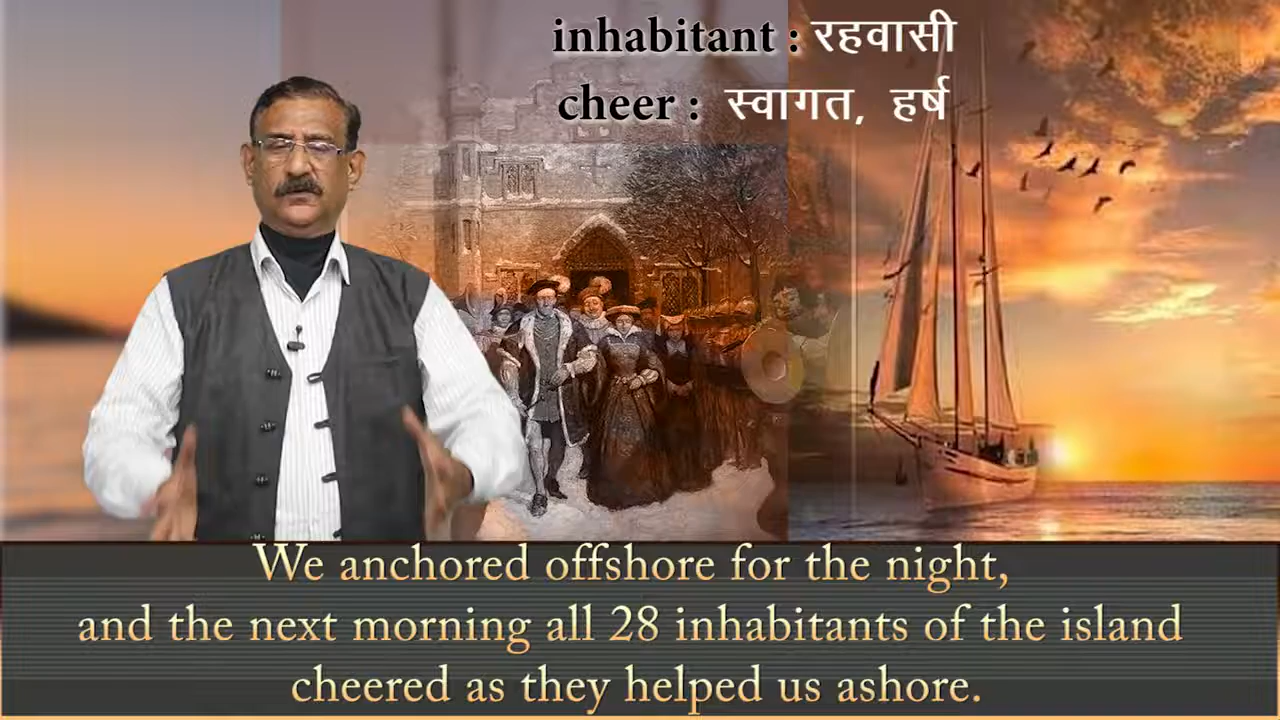 inhabitant : रहवासी
cheer : स्वागत, हर्ष
We anchored offshore for the night,
and the next morning all 28 inhabitants of the island
cheered as they helped us ashore.